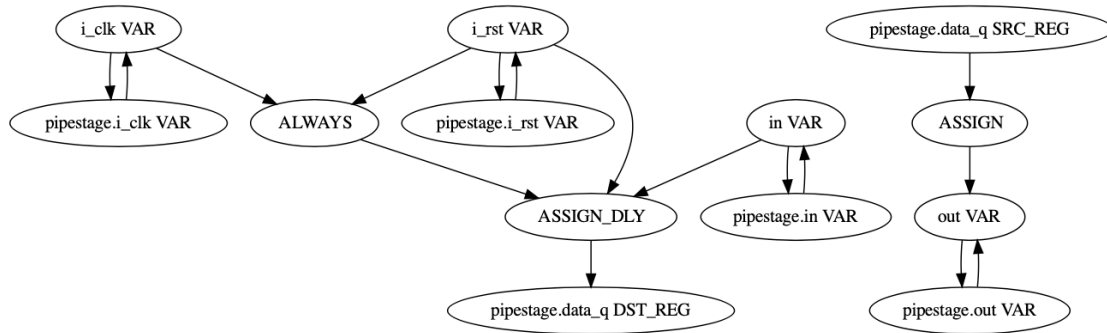 i_clk VAR
i_rst VAR
pipestage.data_q SRC_REG
pipestage.i_clk VAR
ALWAYS
pipestage.i_rst VAR
in VAR
ASSIGN
ASSIGN_DLY
pipestage.in VAR
out VAR
pipestage.data_q DST_REG
pipestage.out VAR